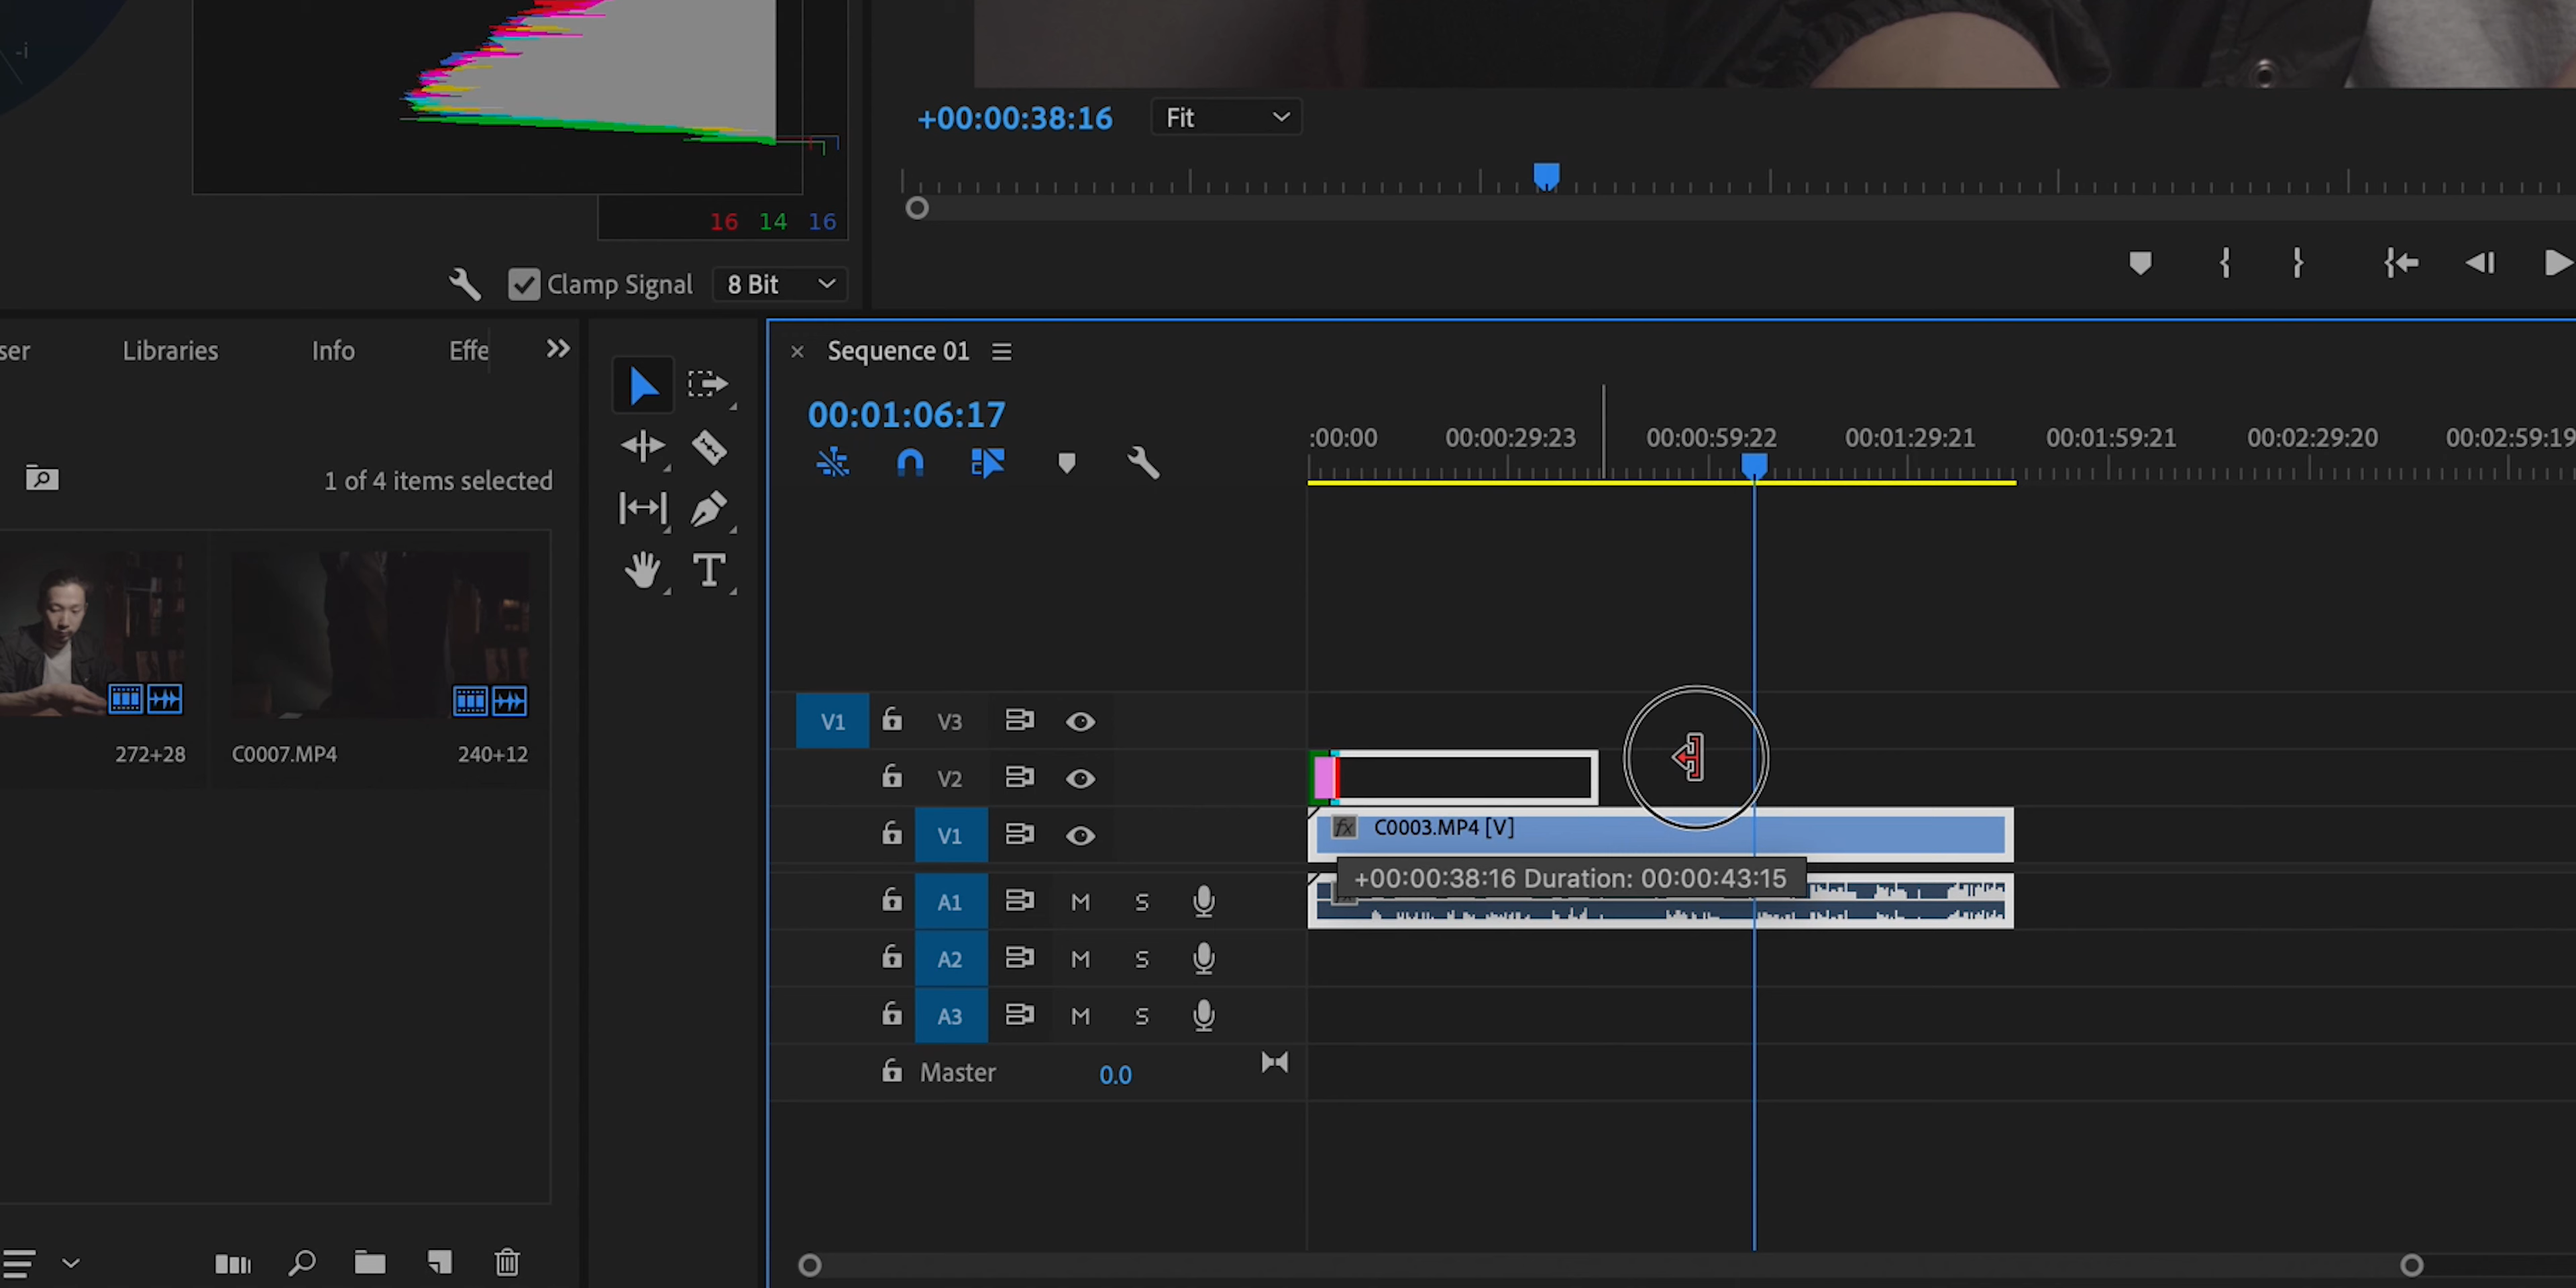 -i
16 14 16
Clamp Signal
8 Bit
+00:00:38:16
Fit
ser
Libraries
Info
Effe
1 of 4 items selected
272+28
C0007.MP4
240+12
Sequence 01
00:01:06:17
:00:00
00:00:29:23
00:00:59:22
00:01:29:21
00:01:59:21
00:02:29:20
00:02:59:19
V1
V3
V2
V1
fx
C0003.MP4 [V]
+00:00:38:16 Duration: 00:00:43:15
A1
M
S
A2
M
S
A3
M
S
Master
0.0